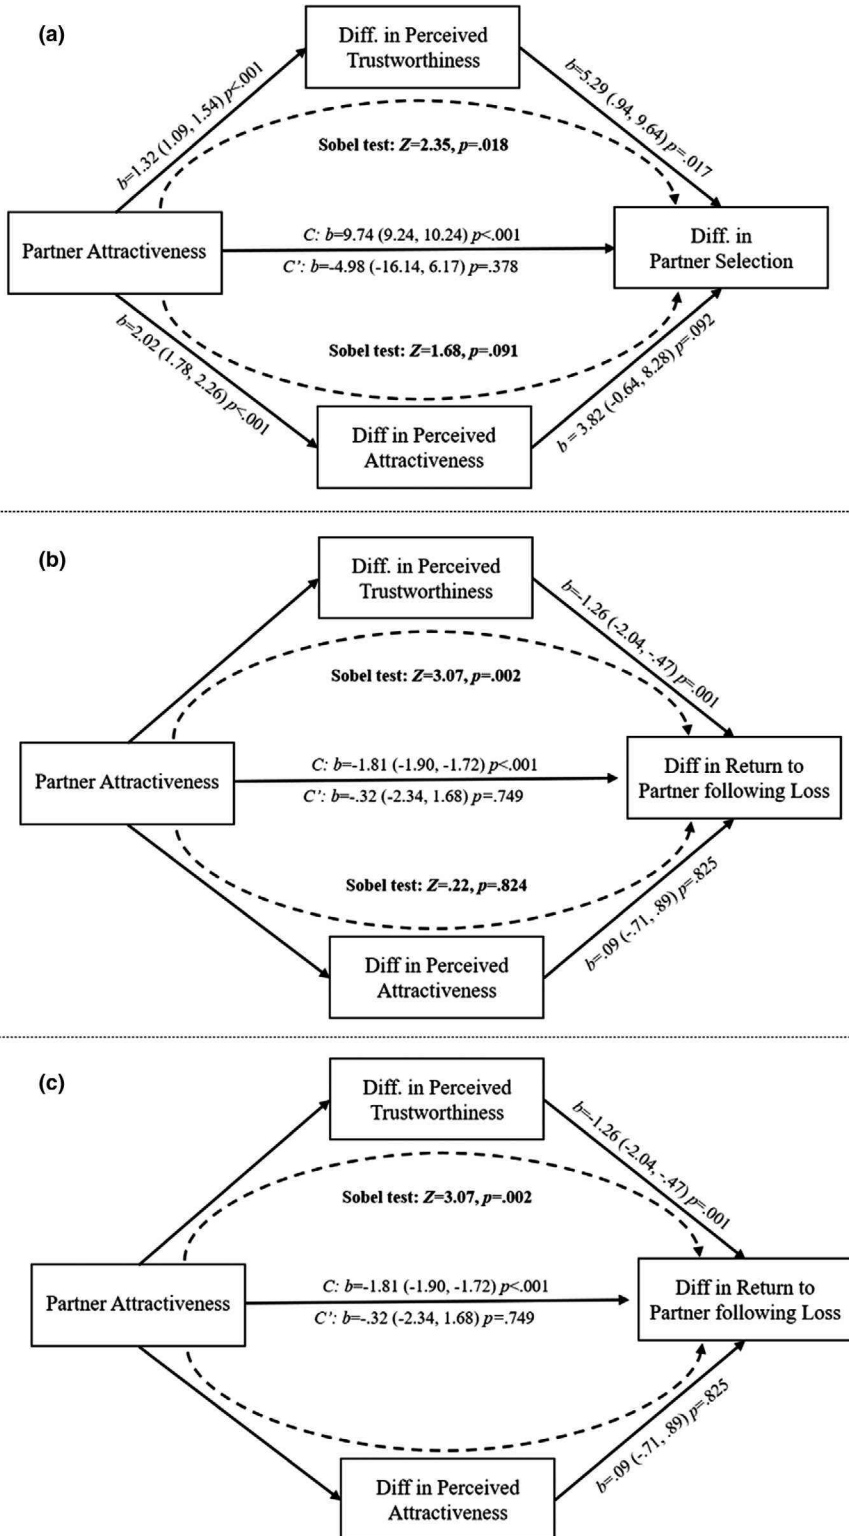 (a)
Diff. in Perceived
Trustworthiness
b=1.32 (1.09, 1.54) p<.001
b=5.29 (.94, 9.64) p=.017
Sobel test: Z=2.35, p=.018
Partner Attractiveness
C: b=9.74 (9.24, 10.24) p<.001
C’: b=-4.98 (-16.14, 6.17) p=.378
Diff. in
Partner Selection
Sobel test: Z=1.68, p=.091
b=2.02 (1.78, 2.26) p<.001
b = 3.82 (-0.64, 8.28) p=.092
Diff in Perceived
Attractiveness
(b)
Diff. in Perceived
Trustworthiness
b=-1.26 (-2.04, -.47) p=.001
Sobel test: Z=3.07, p=.002
Partner Attractiveness
C: b=-1.81 (-1.90, -1.72) p<.001
C’: b=-.32 (-2.34, 1.68) p=.749
Diff in Return to
Partner following Loss
Sobel test: Z=.22, p=.824
b=.09 (-.71, .89) p=.825
Diff in Perceived
Attractiveness
(c)
Diff. in Perceived
Trustworthiness
b=-1.26 (-2.04, -.47) p=.001
Sobel test: Z=3.07, p=.002
Partner Attractiveness
C: b=-1.81 (-1.90, -1.72) p<.001
C’: b=-.32 (-2.34, 1.68) p=.749
Diff in Return to
Partner following Loss
b=.09 (-.71, .89) p=.825
Diff in Perceived
Attractiveness